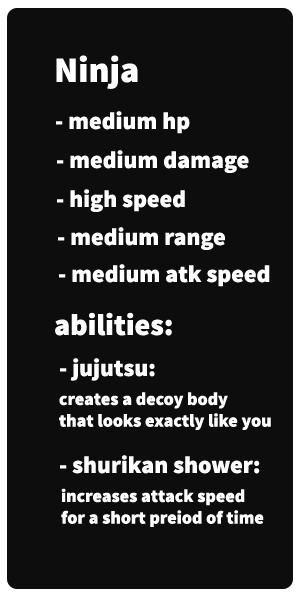 Ninja
- medium hp
- medium damage
- high speed
- medium range
- medium atk speed
abilities:
- jujutsu:
creates a decoy body
that looks exactly like you
- shurikan shower:
increases attack speed
for a short preiod of time